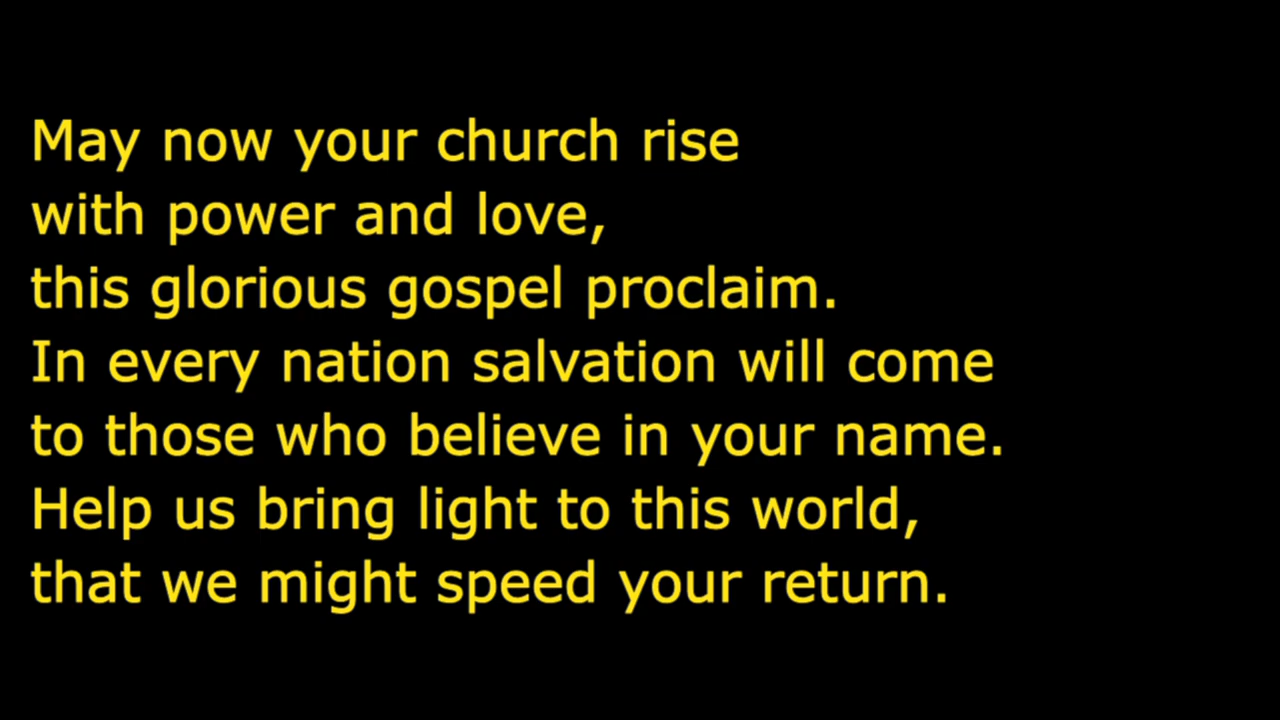 May now your church rise
with power and love,
this glorious gospel proclaim.
In every nation salvation will come
to those who believe in your name.
Help us bring light to this world,
that we might speed your return.